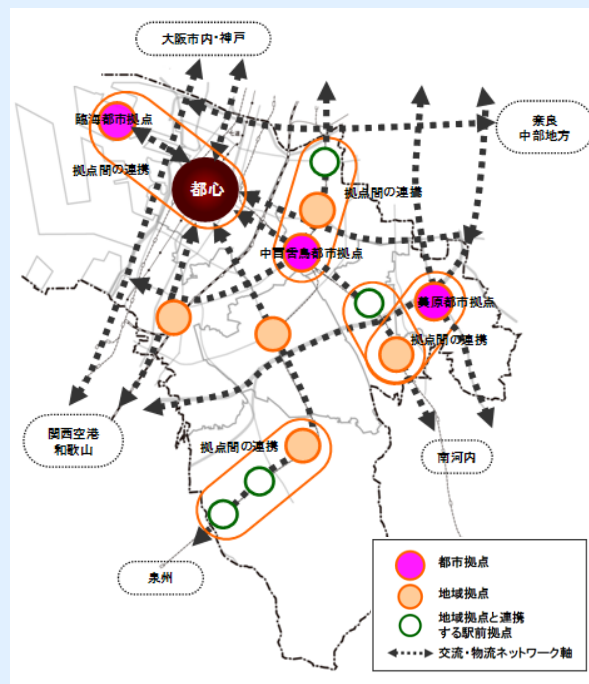 大阪市内・神戸
臨海都市拠点
奈良
中部地方
拠点間の連携
都心
拠点間の連携
中百舌鳥都市拠点
美原都市拠点
拠点間の連携
関西空港
和歌山
拠点間の連携
南河内
泉州
都市拠点
地域拠点
地域拠点と連携
する駅前拠点
交流・物流ネットワーク軸